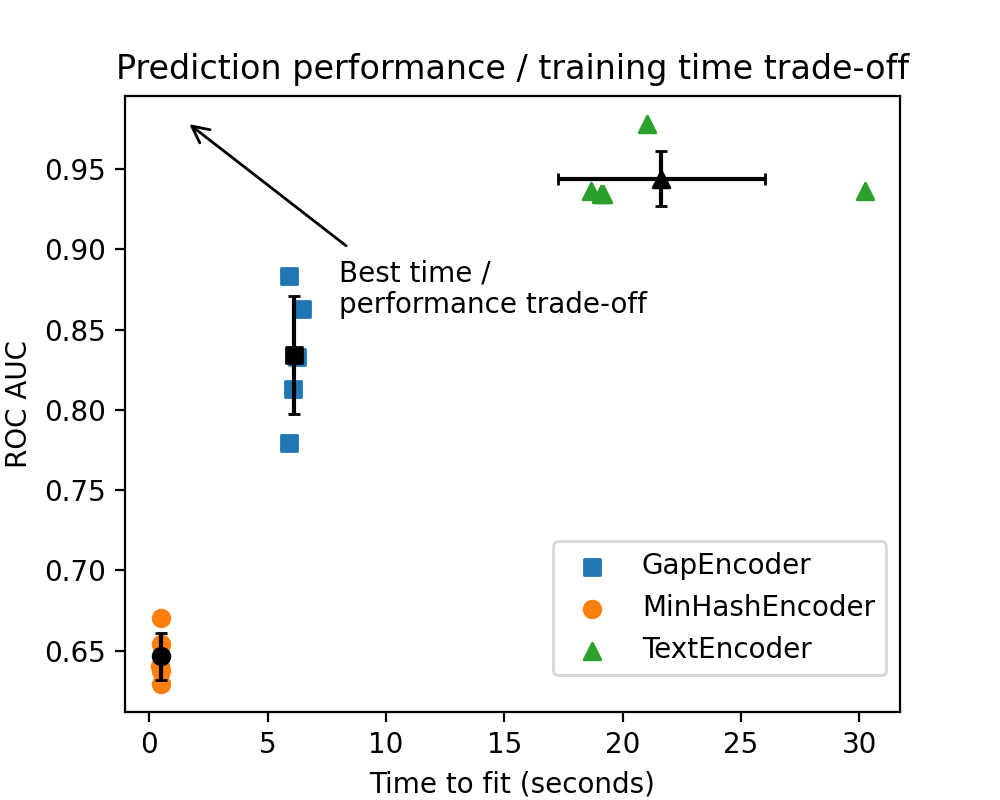 Prediction performance / training time trade-off
0.95
0.90
0.85
0.80
0.75
0.70
0.65
ROC AUC
Best time /
performance trade-off
GapEncoder
MinHashEncoder
TextEncoder
0
5
10
15
20
25
30
Time to fit (seconds)